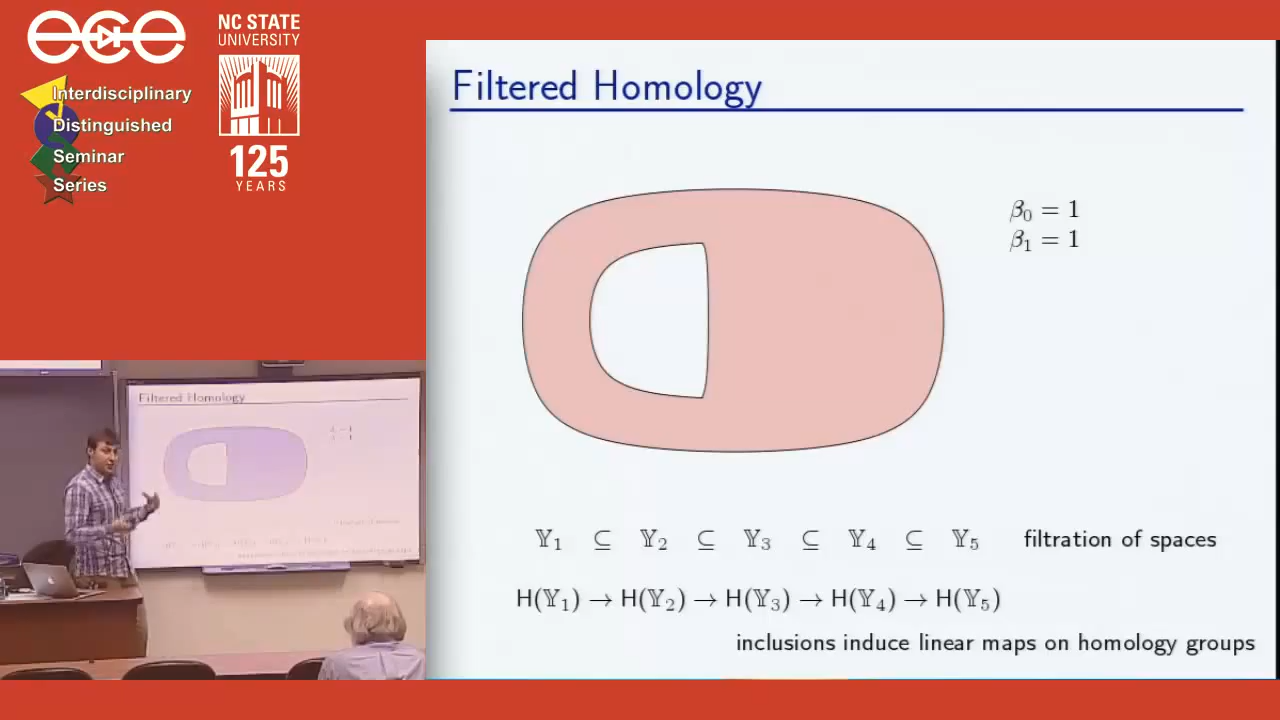 ece
NC STATE
UNIVERSITY
Interdisciplinary
Distinguished
Seminar
Series
125
YEARS
Filtered Homology
β₀ = 1
β₁ = 1
𝕐₁ ⊆ 𝕐₂ ⊆ 𝕐₃ ⊆ 𝕐₄ ⊆ 𝕐₅ filtration of spaces
H(𝕐₁) → H(𝕐₂) → H(𝕐₃) → H(𝕐₄) → H(𝕐₅)
inclusions induce linear maps on homology groups
Filtered Homology